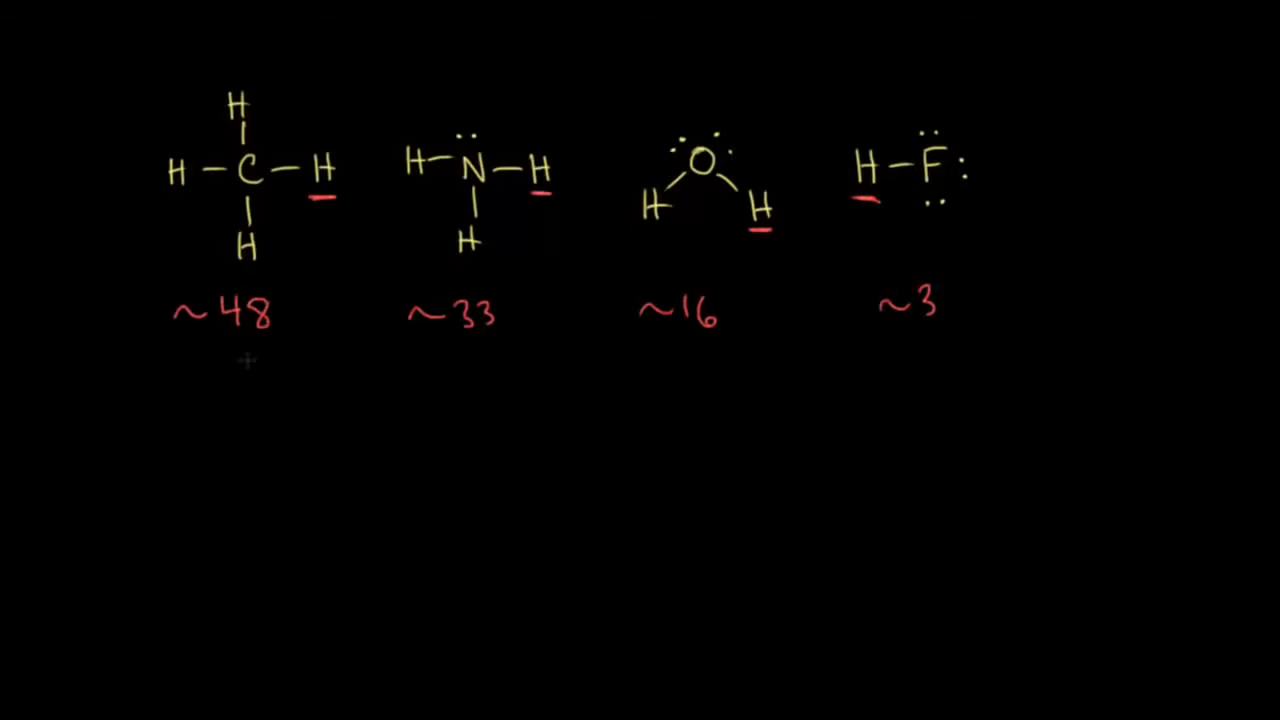 H
H – C – H
H
H – N – H
H
O
H H
H – F
~48 ~33 ~16 ~3